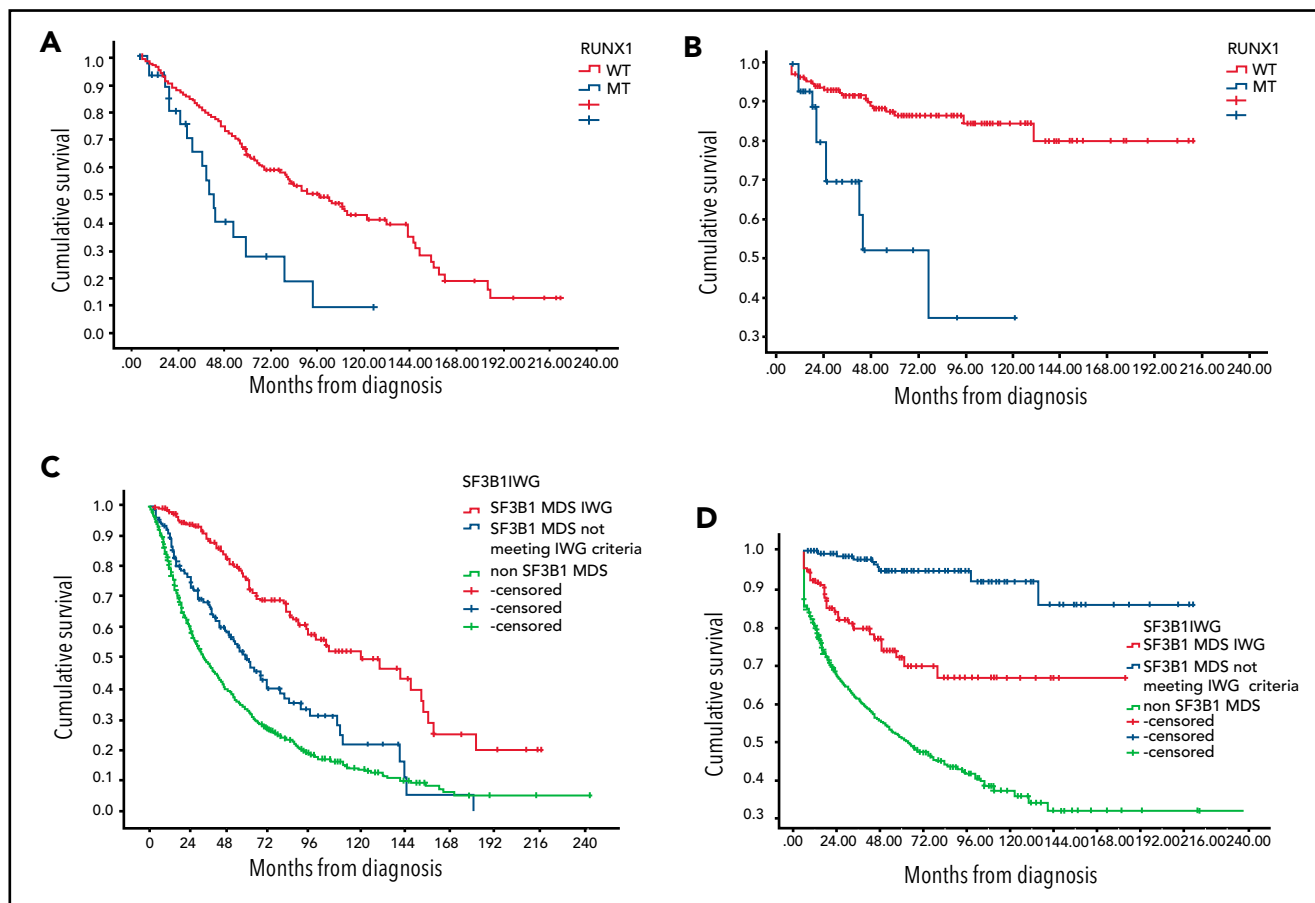 A
RUNX1
WT
MT
1.0
0.9
0.8
0.7
0.6
0.5
0.4
0.3
0.2
0.1
0.0
Cumulative survival
.00 24.00 48.00 72.00 96.00 120.00 144.00 168.00 192.00 216.00 240.00
Months from diagnosis
B
RUNX1
WT
MT
1.0
0.9
0.8
0.7
0.6
0.5
0.4
0.3
Cumulative survival
.00 24.00 48.00 72.00 96.00 120.00 144.00 168.00 192.00 216.00 240.00
Months from diagnosis
C
SF3B1IWG
SF3B1 MDS IWG
SF3B1 MDS not
meeting IWG criteria
non SF3B1 MDS
-censored
-censored
-censored
1.0
0.9
0.8
0.7
0.6
0.5
0.4
0.3
0.2
0.1
0.0
Cumulative survival
0 24 48 72 96 120 144 168 192 216 240
Months from diagnosis
D
SF3B1IWG
SF3B1 MDS IWG
SF3B1 MDS not
meeting IWG criteria
non SF3B1 MDS
-censored
-censored
-censored
1.0
0.9
0.8
0.7
0.6
0.5
0.4
0.3
Cumulative survival
.00 24.00 48.00 72.00 96.00 120.00 144.00 168.00 192.00 216.00 240.00
Months from diagnosis